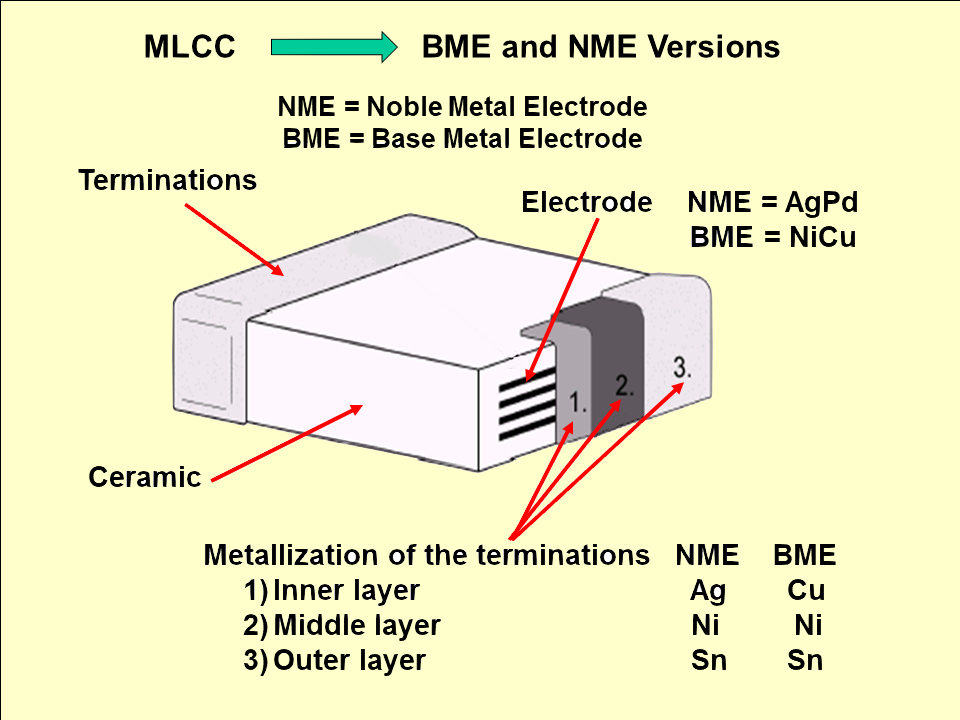 MLCC BME and NME Versions
NME = Noble Metal Electrode
BME = Base Metal Electrode
Terminations
Electrode NME = AgPd
BME = NiCu
3.
2.
1.
Ceramic
Metallization of the terminations NME BME
1) Inner layer Ag Cu
2) Middle layer Ni Ni
3) Outer layer Sn Sn